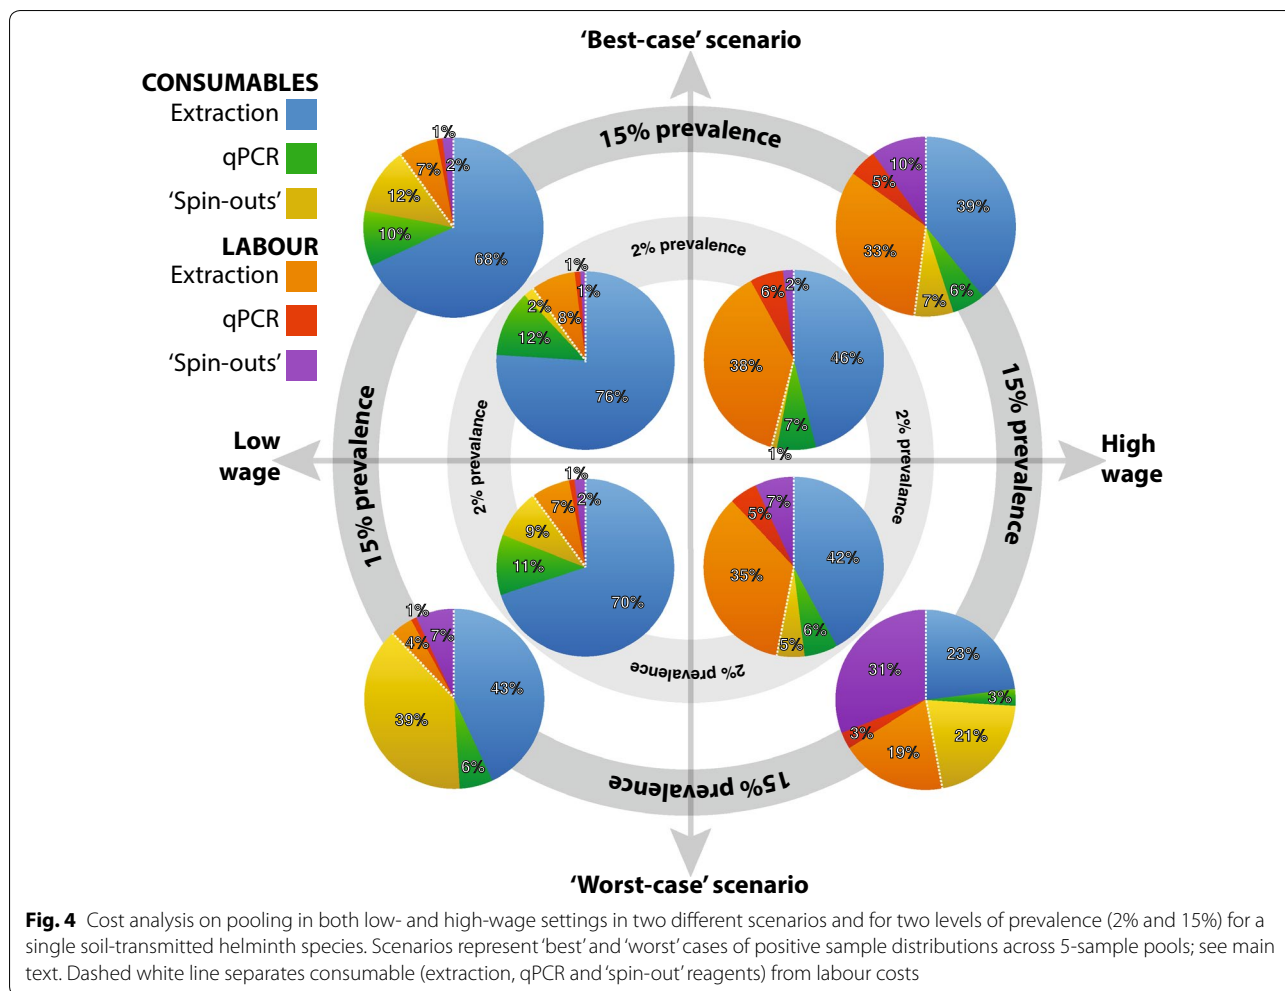 'Best-case' scenario
CONSUMABLES
Extraction
qPCR
'Spin-outs'
LABOUR
Extraction
qPCR
'Spin-outs'
15% prevalence
1%
7%
2%
12%
10%
68%
10%
5%
39%
33%
7%
6%
2% prevalence
1%
2%
1%
8%
12%
76%
6%
2%
38%
46%
7%
1%
15% prevalence
2% prevalence
2% prevalance
15% prevalence
Low
wage
High
wage
1%
7%
2%
9%
11%
70%
7%
5%
42%
35%
6%
5%
2% prevalence
1%
4%
7%
43%
39%
6%
31%
23%
3%
3%
21%
19%
15% prevalence
'Worst-case' scenario
Fig. 4 Cost analysis on pooling in both low- and high-wage settings in two different scenarios and for two levels of prevalence (2% and 15%) for a
single soil-transmitted helminth species. Scenarios represent 'best' and 'worst' cases of positive sample distributions across 5-sample pools; see main
text. Dashed white line separates consumable (extraction, qPCR and 'spin-out' reagents) from labour costs